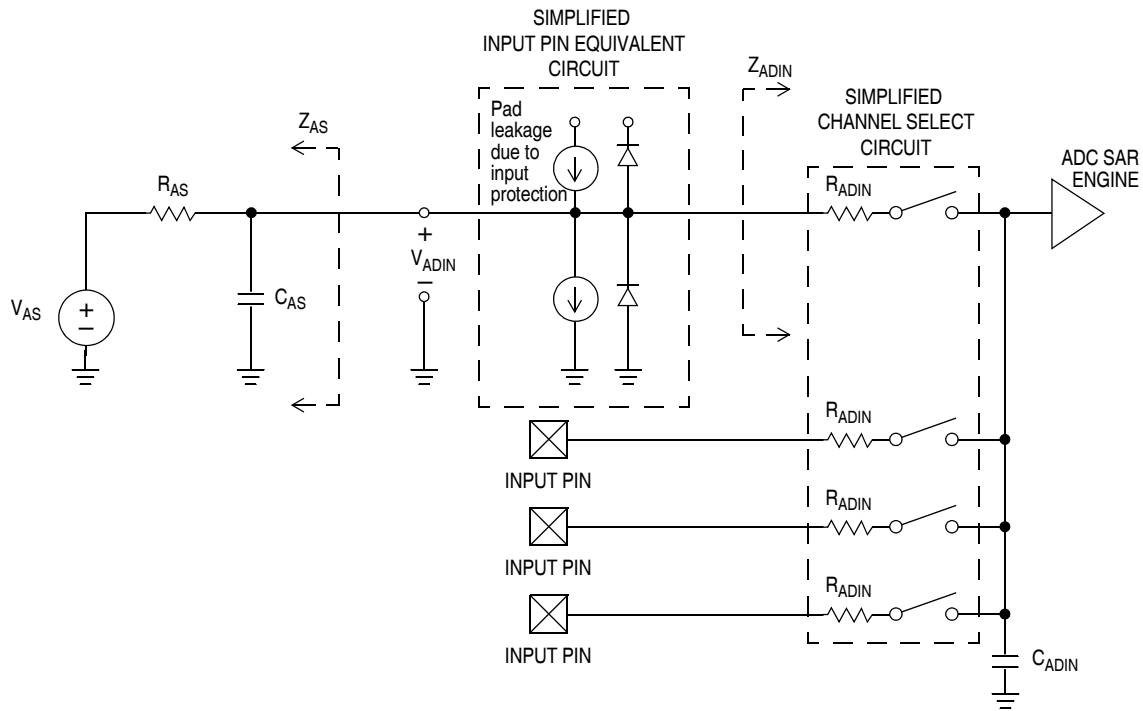 SIMPLIFIED
INPUT PIN EQUIVALENT
CIRCUIT
Z_ADIN
SIMPLIFIED
CHANNEL SELECT
CIRCUIT
Pad
leakage
due to
input
protection
Z_AS
R_AS
R_ADIN
ADC SAR
ENGINE
+
V_ADIN
−
V_AS
+
−
C_AS
R_ADIN
INPUT PIN
R_ADIN
INPUT PIN
R_ADIN
INPUT PIN
C_ADIN